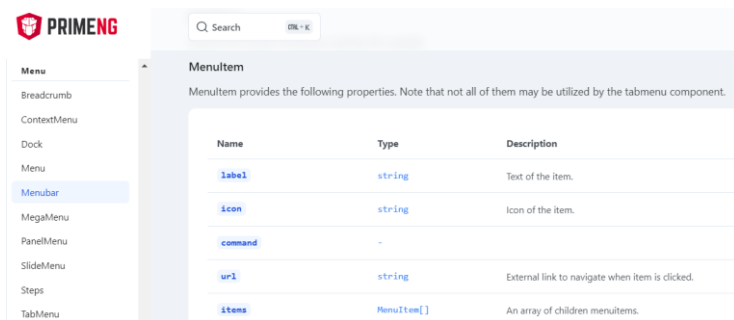 PRIMENG
Search
CTRL + K
Menu
Breadcrumb
ContextMenu
Dock
Menu
Menubar
MegaMenu
PanelMenu
SlideMenu
Steps
TabMenu
MenuItem
MenuItem provides the following properties. Note that not all of them may be utilized by the tabmenu component.
Name Type Description
label string Text of the item.
icon string Icon of the item.
command -
url string External link to navigate when item is clicked.
items MenuItem[] An array of children menuitems.